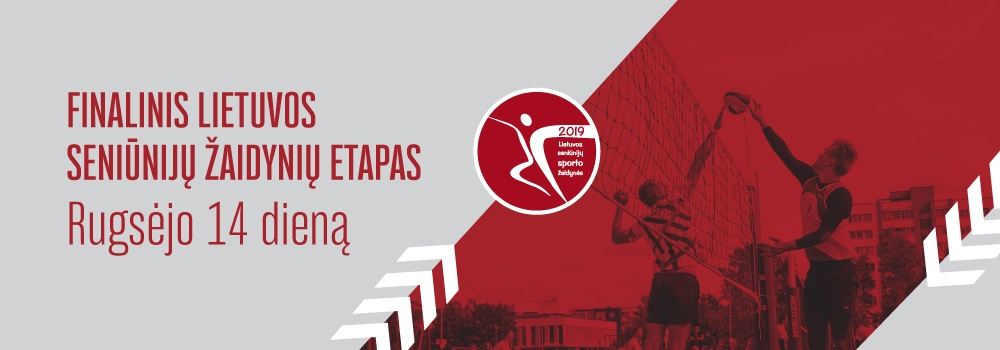 FINALINIS LIETUVOS
SENIŪNIJŲ ŽAIDYNIŲ ETAPAS
Rugsėjo 14 dieną
2019
Lietuvos
seniūnijų
sporto
žaidynės